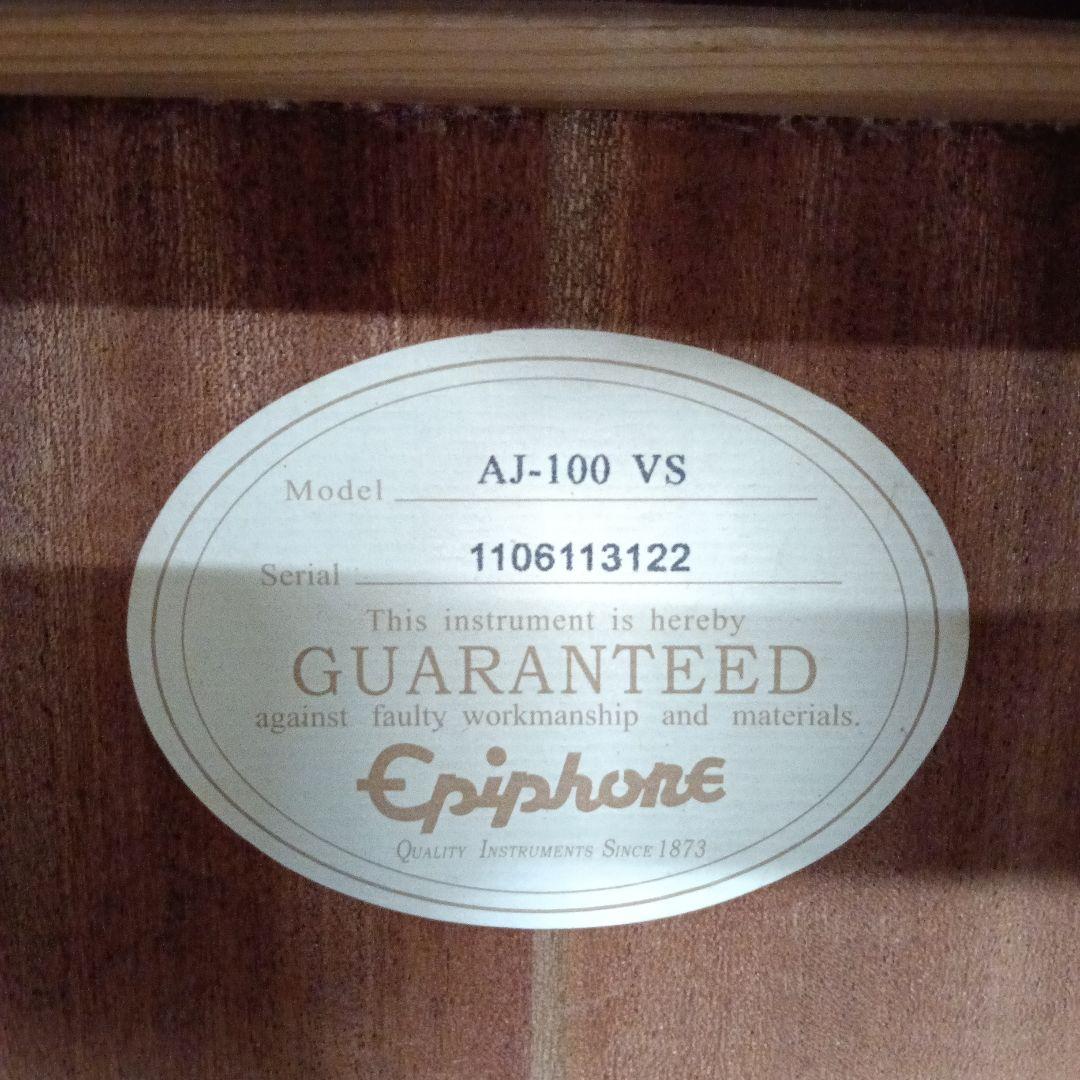 Model AJ-100 VS
Serial 1106113122
This instrument is hereby
GUARANTEED
against faulty workmanship and materials.
Epiphone
QUALITY INSTRUMENTS SINCE 1873